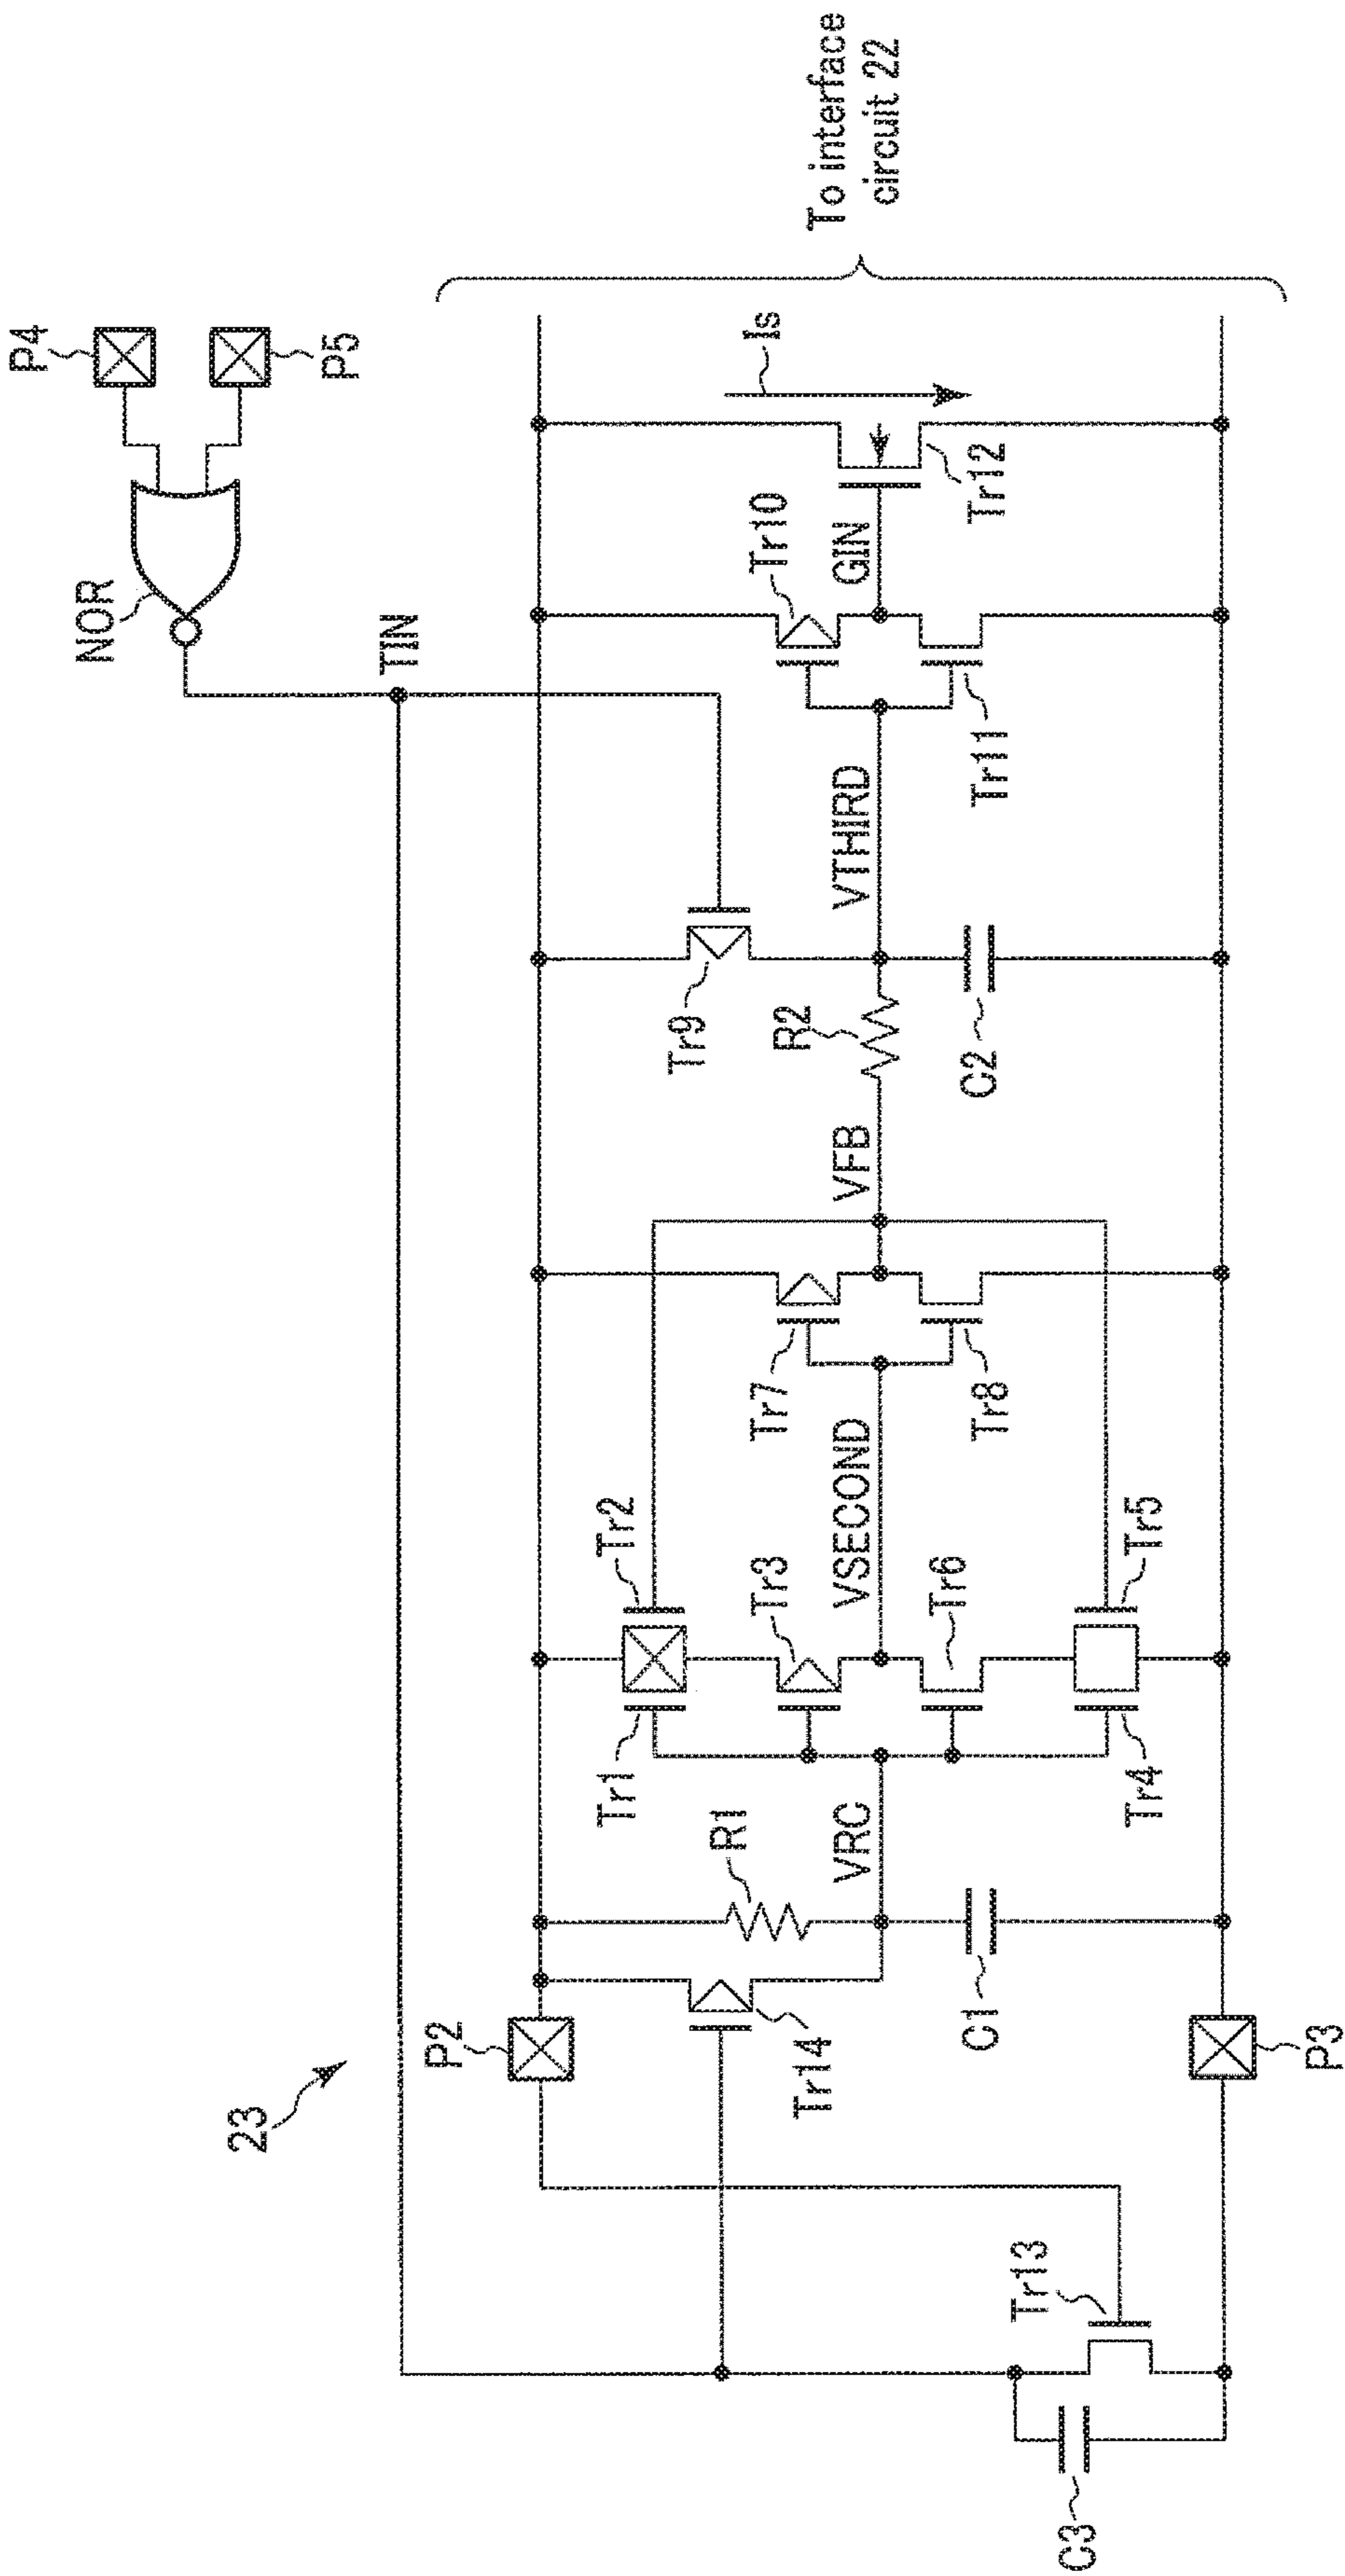 23
C3
Tr13
P2
P3
Tr14
R1
C1
VRC
Tr1
Tr2
Tr3
Tr6
Tr4
Tr5
VSECOND
Tr7
Tr8
VFB
R2
Tr9
C2
VTHIRD
TIN
NOR
P4
P5
Tr10
Tr11
GIN
Tr12
Is
To interface
circuit 22